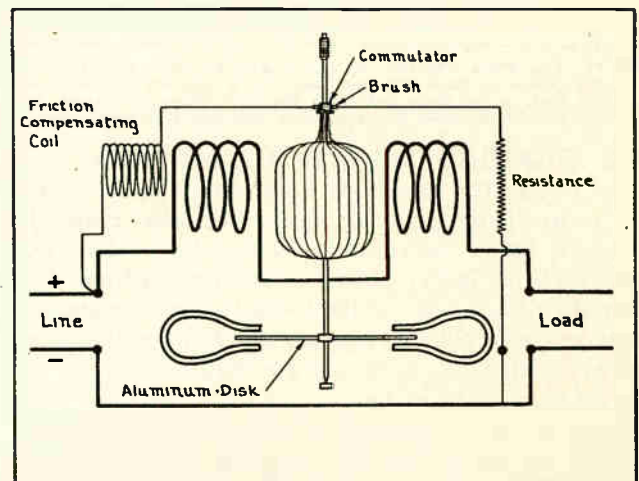 Commutator
Brush
Friction
Compensating
Coil
Resistance
+
Line
−
Load
Aluminum·Disk